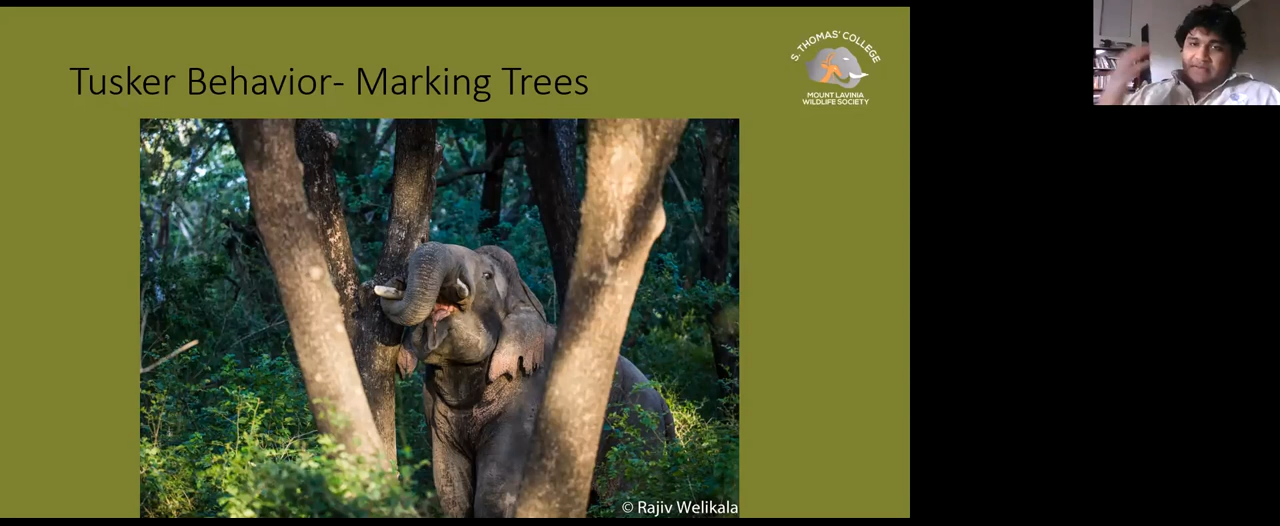 Tusker Behavior- Marking Trees
S. THOMAS' COLLEGE
MOUNT LAVINIA
WILDLIFE SOCIETY
© Rajiv Welikala